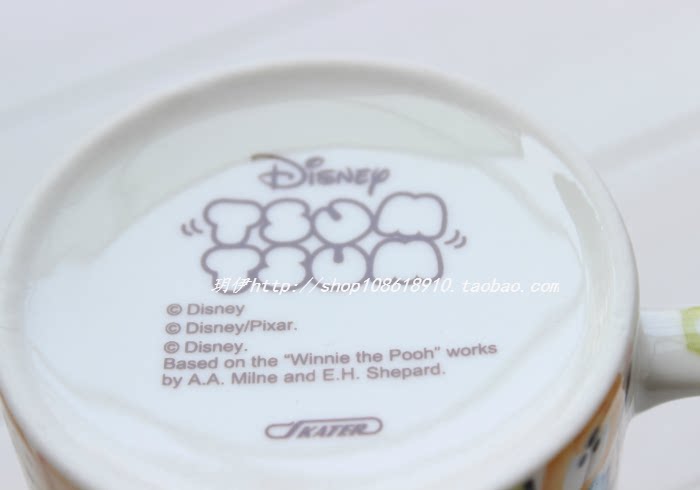 Disney
TSUM
TSUM
玥伊http://shop108618910.taobao.com
© Disney
© Disney/Pixar.
© Disney.
Based on the “Winnie the Pooh” works
by A.A. Milne and E.H. Shepard.
SKATER